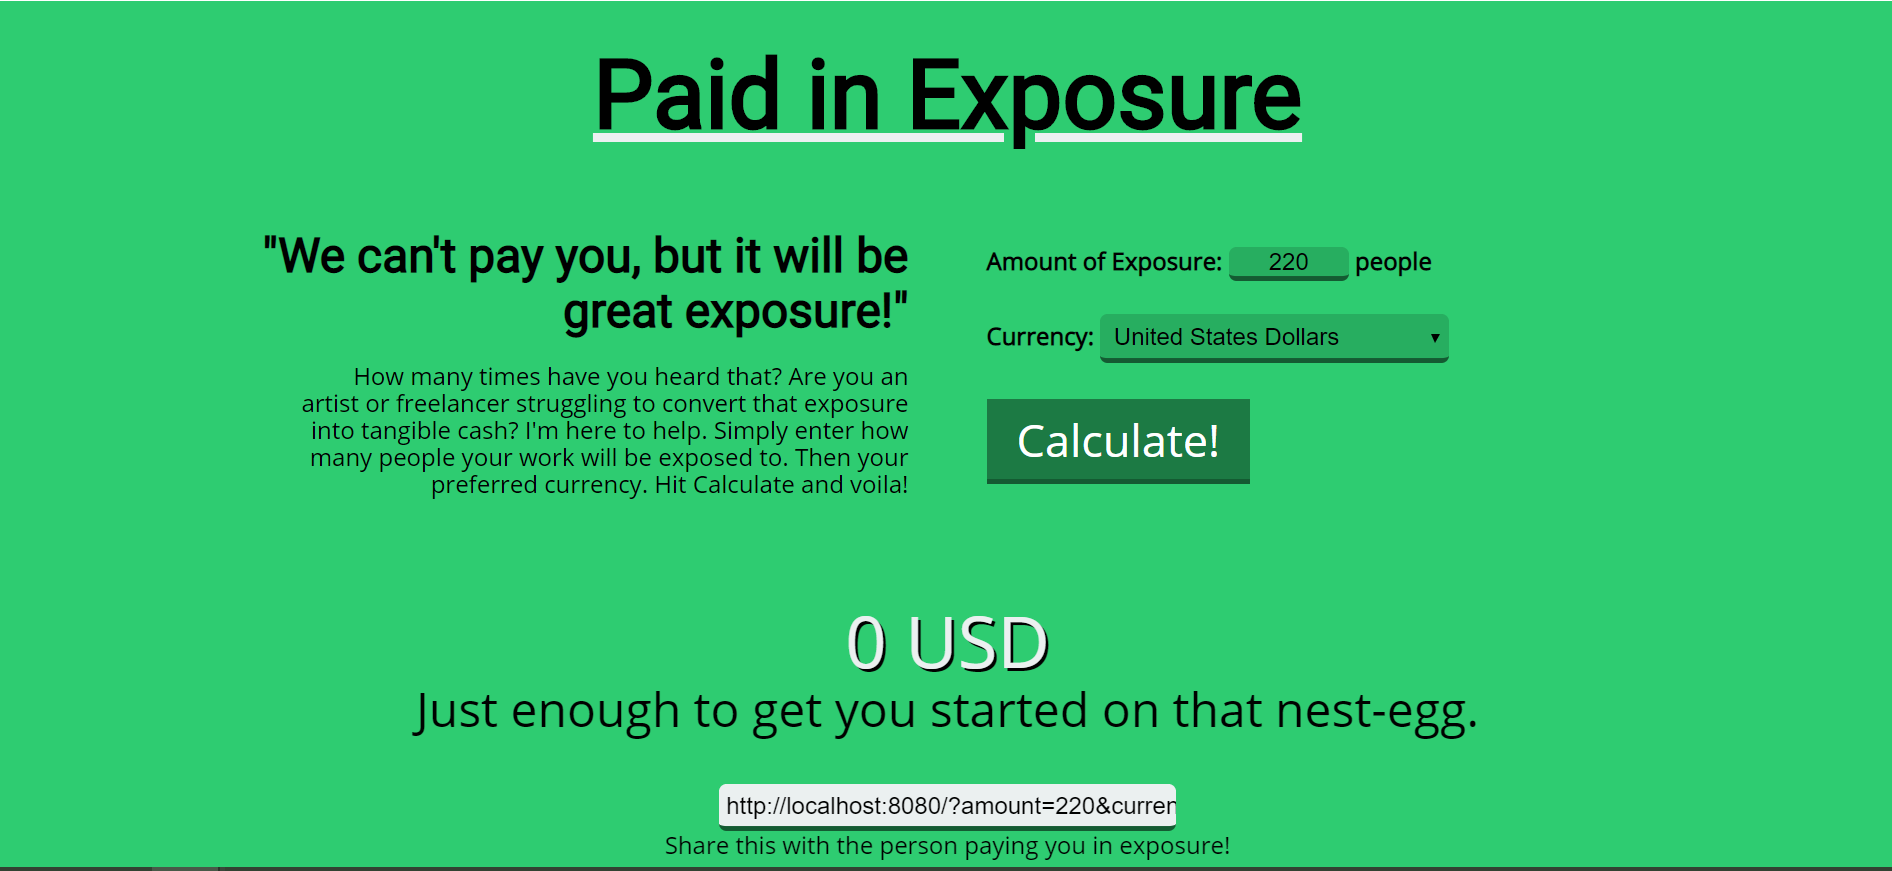 Paid in Exposure
"We can't pay you, but it will be
great exposure!"
How many times have you heard that? Are you an
artist or freelancer struggling to convert that exposure
into tangible cash? I'm here to help. Simply enter how
many people your work will be exposed to. Then your
preferred currency. Hit Calculate and voila!
Amount of Exposure: 220 people
Currency: United States Dollars
Calculate!
0 USD
Just enough to get you started on that nest-egg.
http://localhost:8080/?amount=220&curren
Share this with the person paying you in exposure!